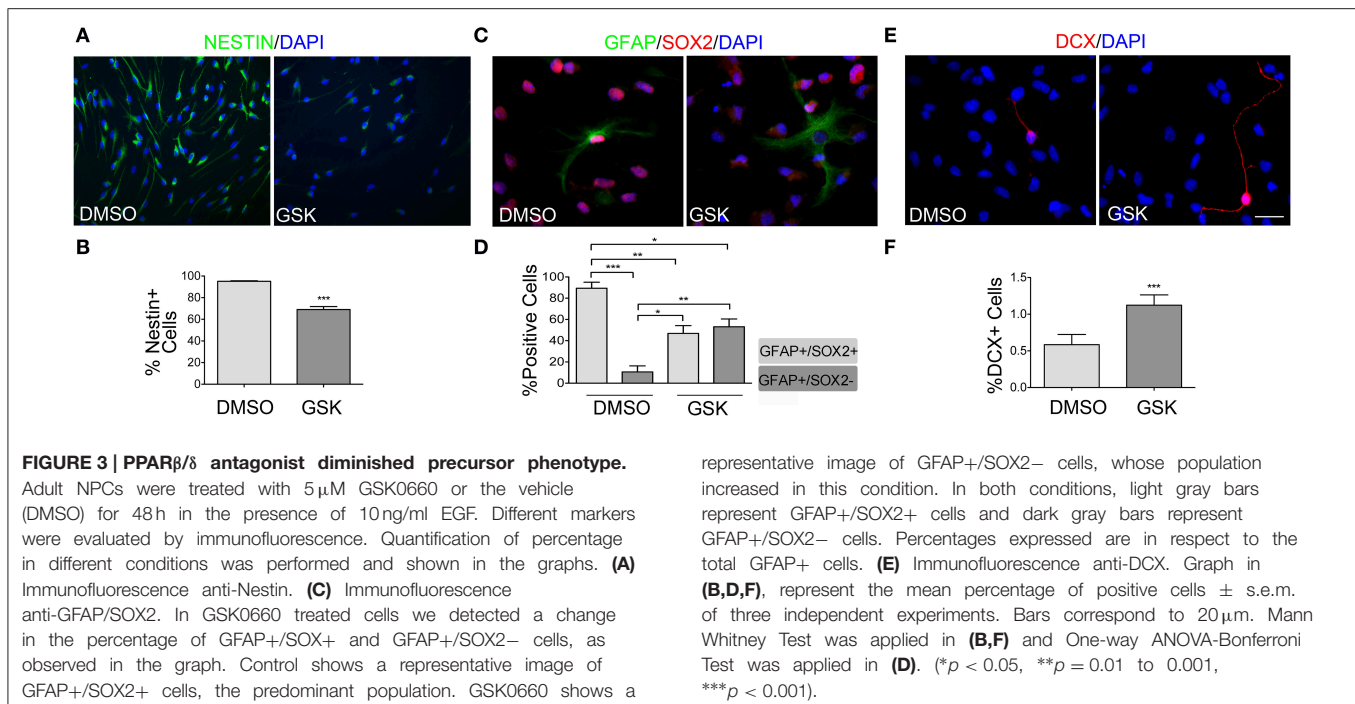 A
NESTIN/DAPI
DMSO
GSK
B
% Nestin+
Cells
100
80
60
40
20
0
***
DMSO
GSK
C
GFAP/SOX2/DAPI
DMSO
GSK
D
%Positive Cells
100
80
60
40
20
0
*
**
***
**
*
DMSO
GSK
GFAP+/SOX2+
GFAP+/SOX2-
E
DCX/DAPI
DMSO
GSK
F
%DCX+ Cells
1.5
1.0
0.5
0.0
***
DMSO
GSK
FIGURE 3 | PPARβ/δ antagonist diminished precursor phenotype.
Adult NPCs were treated with 5 μM GSK0660 or the vehicle
(DMSO) for 48 h in the presence of 10 ng/ml EGF. Different markers
were evaluated by immunofluorescence. Quantification of percentage
in different conditions was performed and shown in the graphs. (A)
Immunofluorescence anti-Nestin. (C) Immunofluorescence
anti-GFAP/SOX2. In GSK0660 treated cells we detected a change
in the percentage of GFAP+/SOX+ and GFAP+/SOX2− cells, as
observed in the graph. Control shows a representative image of
GFAP+/SOX2+ cells, the predominant population. GSK0660 shows a
representative image of GFAP+/SOX2− cells, whose population
increased in this condition. In both conditions, light gray bars
represent GFAP+/SOX2+ cells and dark gray bars represent
GFAP+/SOX2− cells. Percentages expressed are in respect to the
total GFAP+ cells. (E) Immunofluorescence anti-DCX. Graph in
(B,D,F), represent the mean percentage of positive cells ± s.e.m.
of three independent experiments. Bars correspond to 20 μm. Mann
Whitney Test was applied in (B,F) and One-way ANOVA-Bonferroni
Test was applied in (D). (*p < 0.05, **p = 0.01 to 0.001,
***p < 0.001).